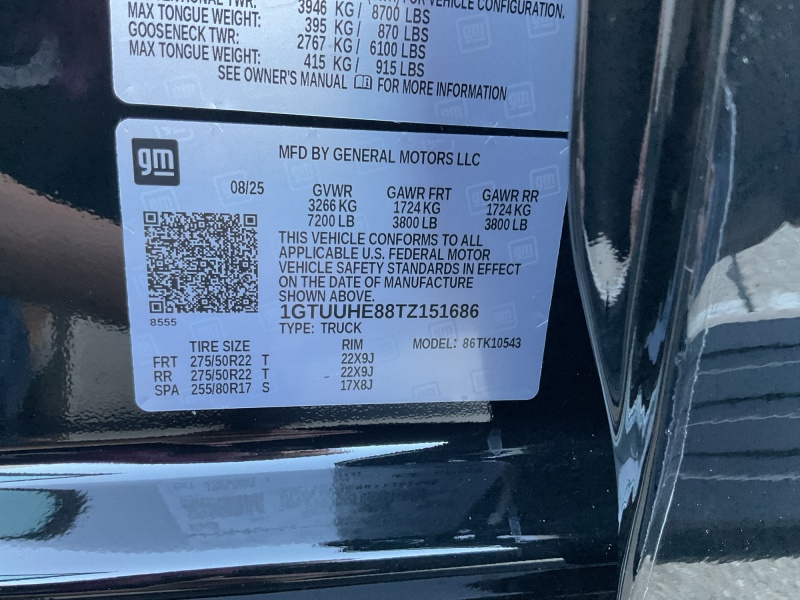 FOR VEHICLE CONFIGURATION.
TWR: 3946 KG/ 8700 LBS
MAX TONGUE WEIGHT: 395 KG/ 870 LBS
GOOSENECK TWR: 2767 KG/ 6100 LBS
MAX TONGUE WEIGHT: 415 KG/ 915 LBS
SEE OWNER'S MANUAL FOR MORE INFORMATION
gm
MFD BY GENERAL MOTORS LLC
08/25 GVWR GAWR FRT GAWR RR
3266 KG 1724 KG 1724 KG
7200 LB 3800 LB 3800 LB
THIS VEHICLE CONFORMS TO ALL
APPLICABLE FEDERAL MOTOR
VEHICLE SAFETY STANDARDS IN EFFECT
ON THE DATE OF MANUFACTURE
SHOWN ABOVE.
8555
1GTUUHE88TZ151686
TYPE: TRUCK
TIRE SIZE RIM MODEL: 86TK10543
FRT 275/50R22 T 22X9J
RR 275/50R22 T 22X9J
SPA 255/80R17 S 17X8J